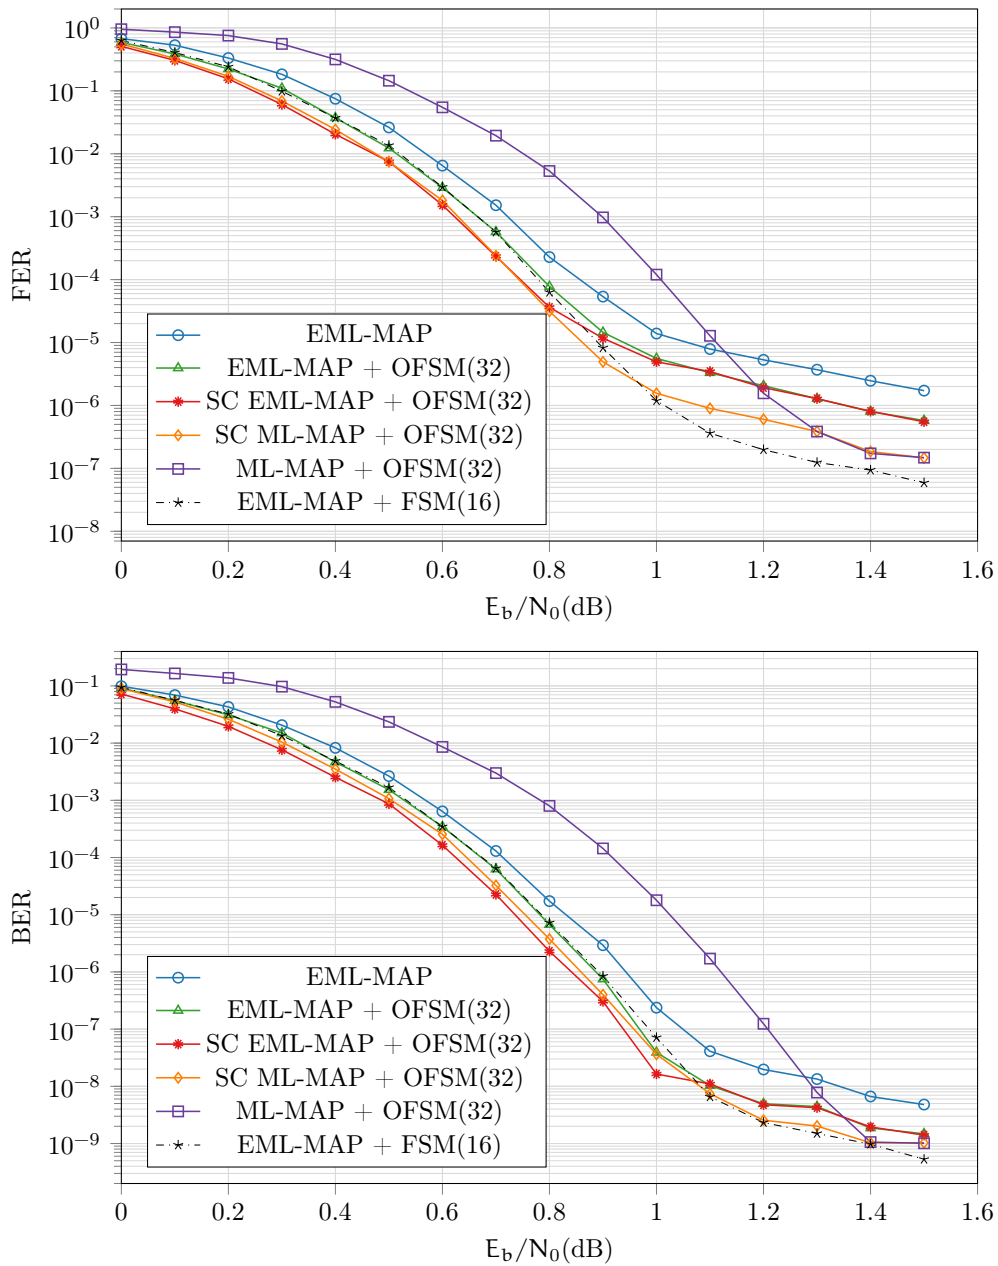 10^0
10^−1
10^−2
10^−3
10^−4
10^−5
10^−6
10^−7
10^−8
FER
EML-MAP
EML-MAP + OFSM(32)
SC EML-MAP + OFSM(32)
SC ML-MAP + OFSM(32)
ML-MAP + OFSM(32)
EML-MAP + FSM(16)
0 0.2 0.4 0.6 0.8 1 1.2 1.4 1.6
E_b/N_0(dB)
10^−1
10^−2
10^−3
10^−4
10^−5
10^−6
10^−7
10^−8
10^−9
BER
EML-MAP
EML-MAP + OFSM(32)
SC EML-MAP + OFSM(32)
SC ML-MAP + OFSM(32)
ML-MAP + OFSM(32)
EML-MAP + FSM(16)
0 0.2 0.4 0.6 0.8 1 1.2 1.4 1.6
E_b/N_0(dB)